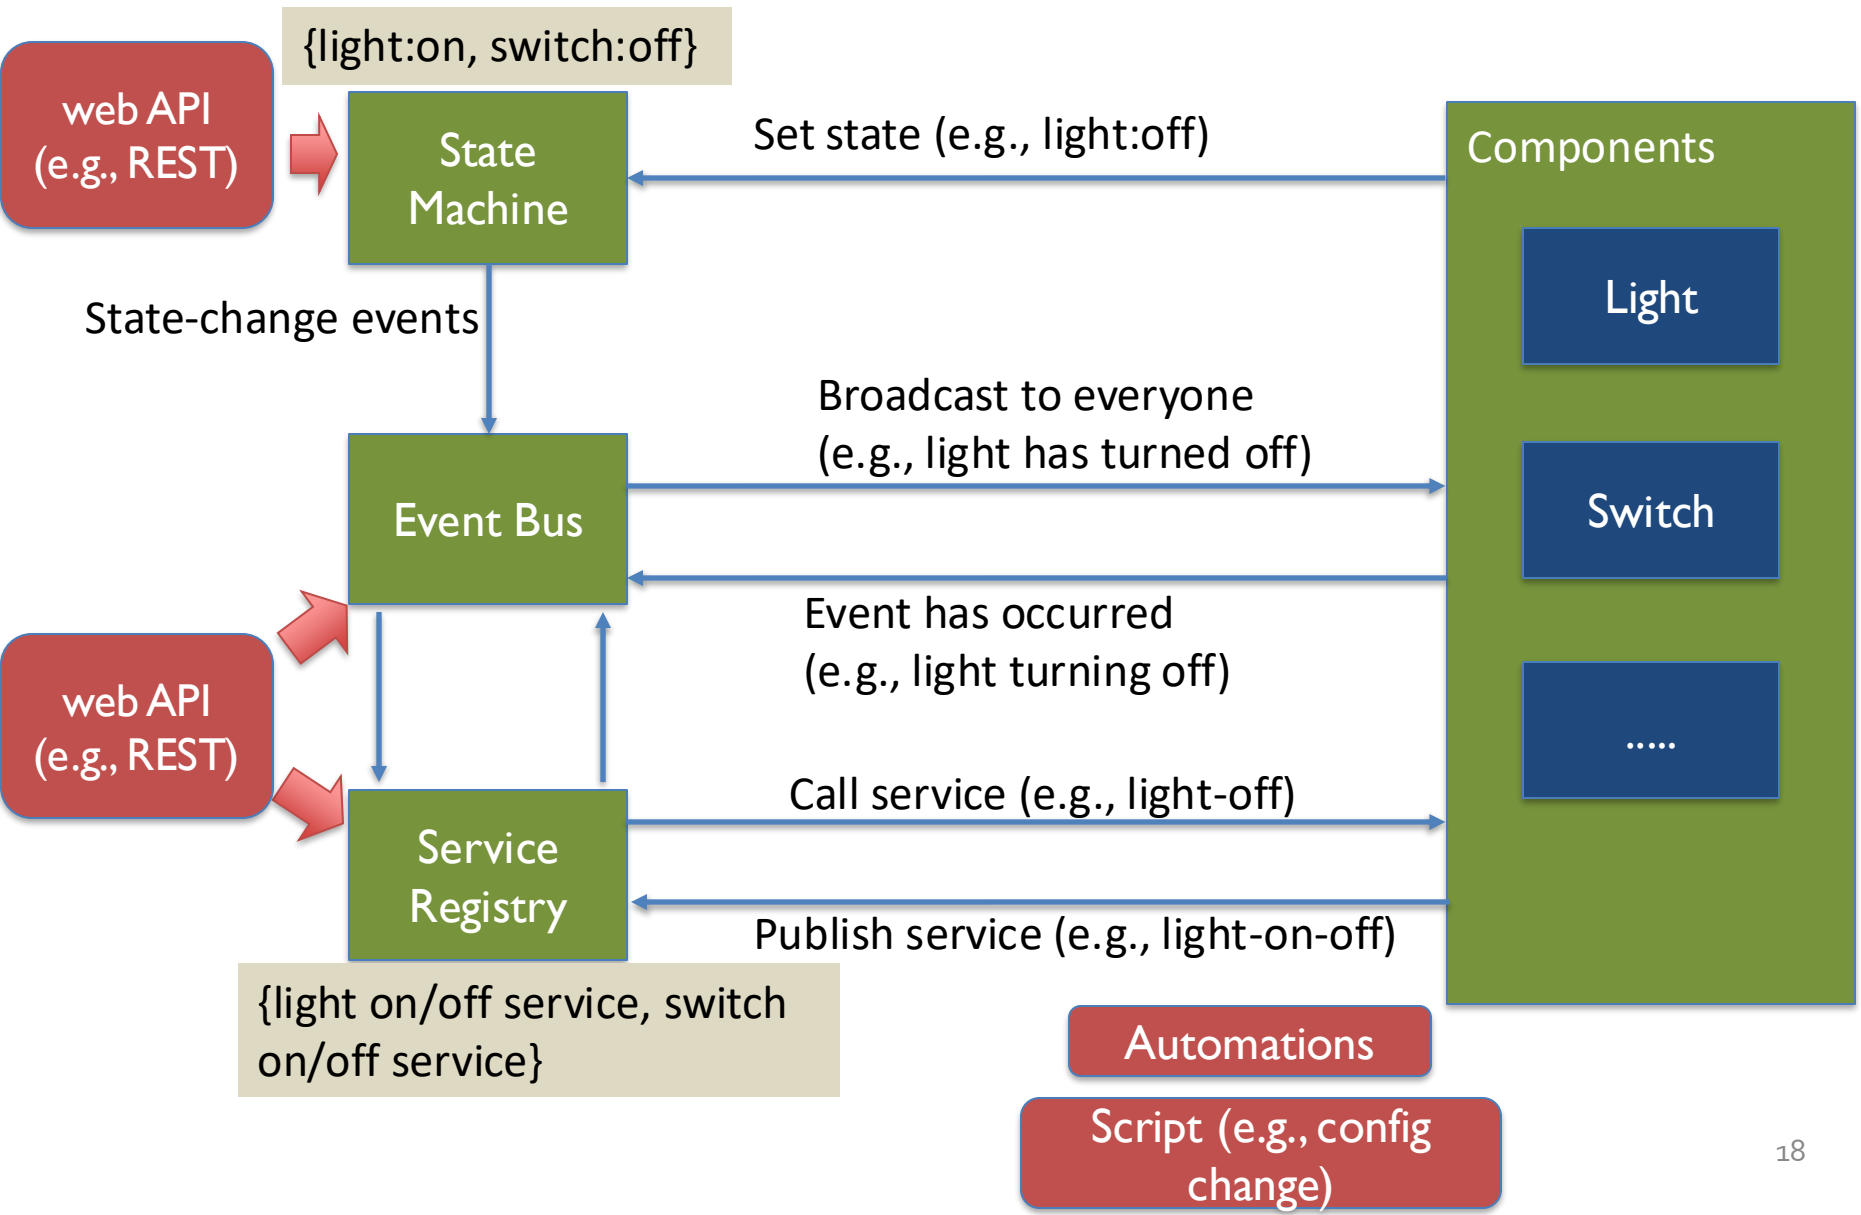 {light:on, switch:off}
web API
(e.g., REST)
State
Machine
Set state (e.g., light:off)
Components
Light
State-change events
Broadcast to everyone
(e.g., light has turned off)
Event Bus
Switch
Event has occurred
(e.g., light turning off)
web API
(e.g., REST)
.....
Call service (e.g., light-off)
Service
Registry
Publish service (e.g., light-on-off)
{light on/off service, switch
on/off service}
Automations
Script (e.g., config
change)
18